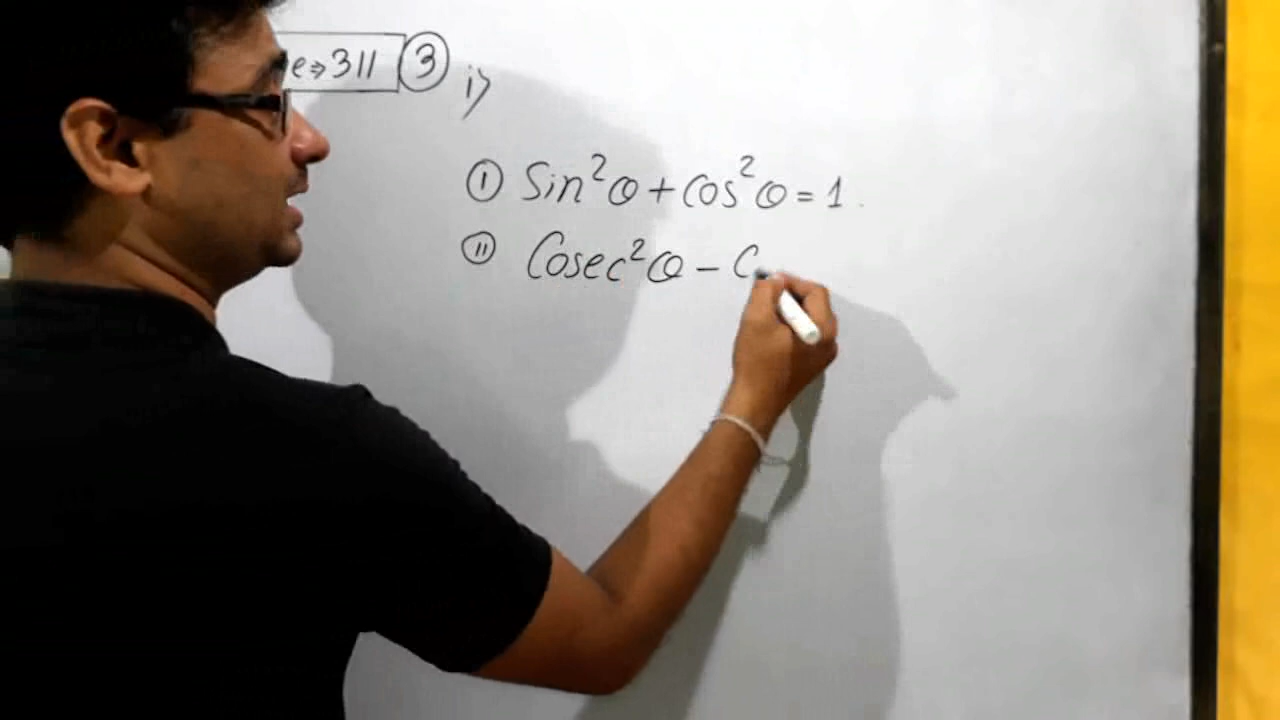 e⇒311 ③ i>
① Sin²θ + Cos²θ = 1.
⑪ Cosec²θ - C